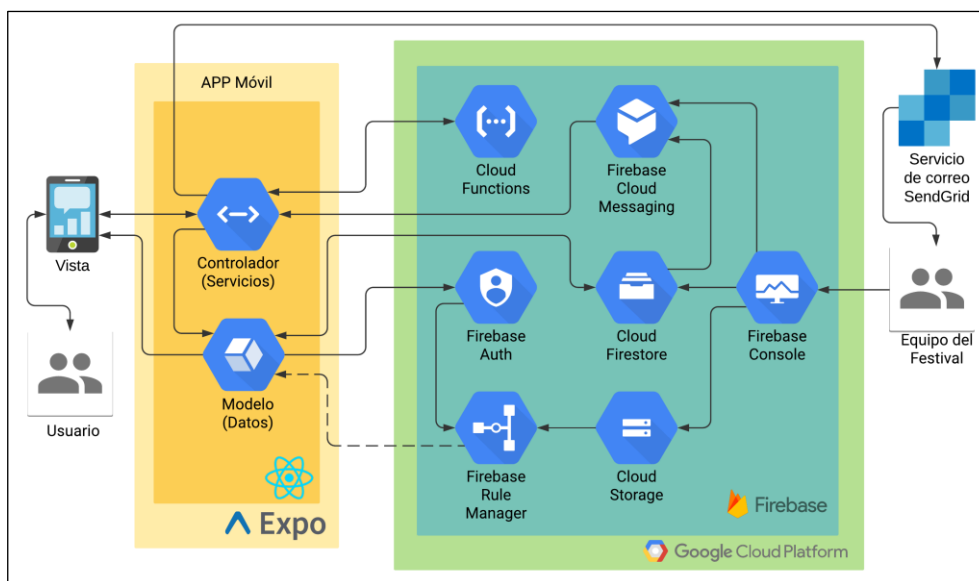 APP Móvil
Cloud
Functions
Firebase
Cloud
Messaging
Servicio
de correo
SendGrid
Vista
Controlador
(Servicios)
Firebase
Auth
Cloud
Firestore
Firebase
Console
Equipo del
Festival
Usuario
Modelo
(Datos)
Firebase
Rule
Manager
Cloud
Storage
Expo
Firebase
Google Cloud Platform